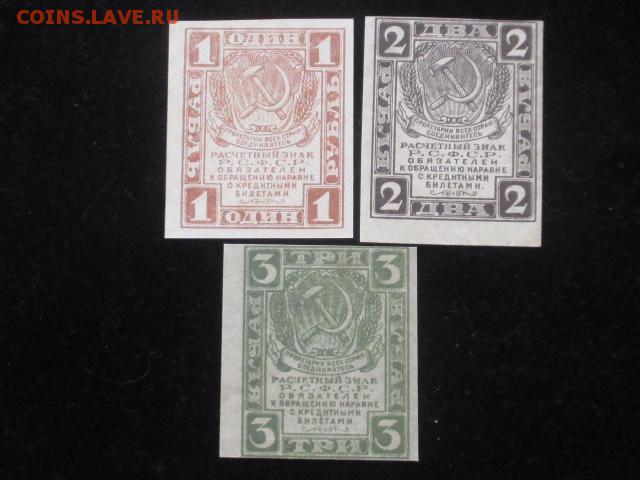 COINS.LAVE.RU
1 ОДИН 1
РУБЛЬ
РУБЛЬ
ПРОЛЕТАРИИ ВСЕХ СТРАН
СОЕДИНЯЙТЕСЬ
РАСЧЕТНЫЙ ЗНАК
Р.С.Ф.С.Р.
ОБЯЗАТЕЛЕН
К ОБРАЩЕНИЮ НАРАВНЕ
С КРЕДИТНЫМИ
БИЛЕТАМИ.
1 ОДИН 1
2 ДВА 2
РУБЛЯ
РУБЛЯ
ПРОЛЕТАРИИ ВСЕХ СТРАН
СОЕДИНЯЙТЕСЬ
РАСЧЕТНЫЙ ЗНАК
Р.С.Ф.С.Р.
ОБЯЗАТЕЛЕН
К ОБРАЩЕНИЮ НАРАВНЕ
С КРЕДИТНЫМИ
БИЛЕТАМИ.
2 ДВА 2
3 ТРИ 3
РУБЛЯ
РУБЛЯ
ПРОЛЕТАРИИ ВСЕХ СТРАН
СОЕДИНЯЙТЕСЬ
РАСЧЕТНЫЙ ЗНАК
Р.С.Ф.С.Р.
ОБЯЗАТЕЛЕН
К ОБРАЩЕНИЮ НАРАВНЕ
С КРЕДИТНЫМИ
БИЛЕТАМИ.
3 ТРИ 3